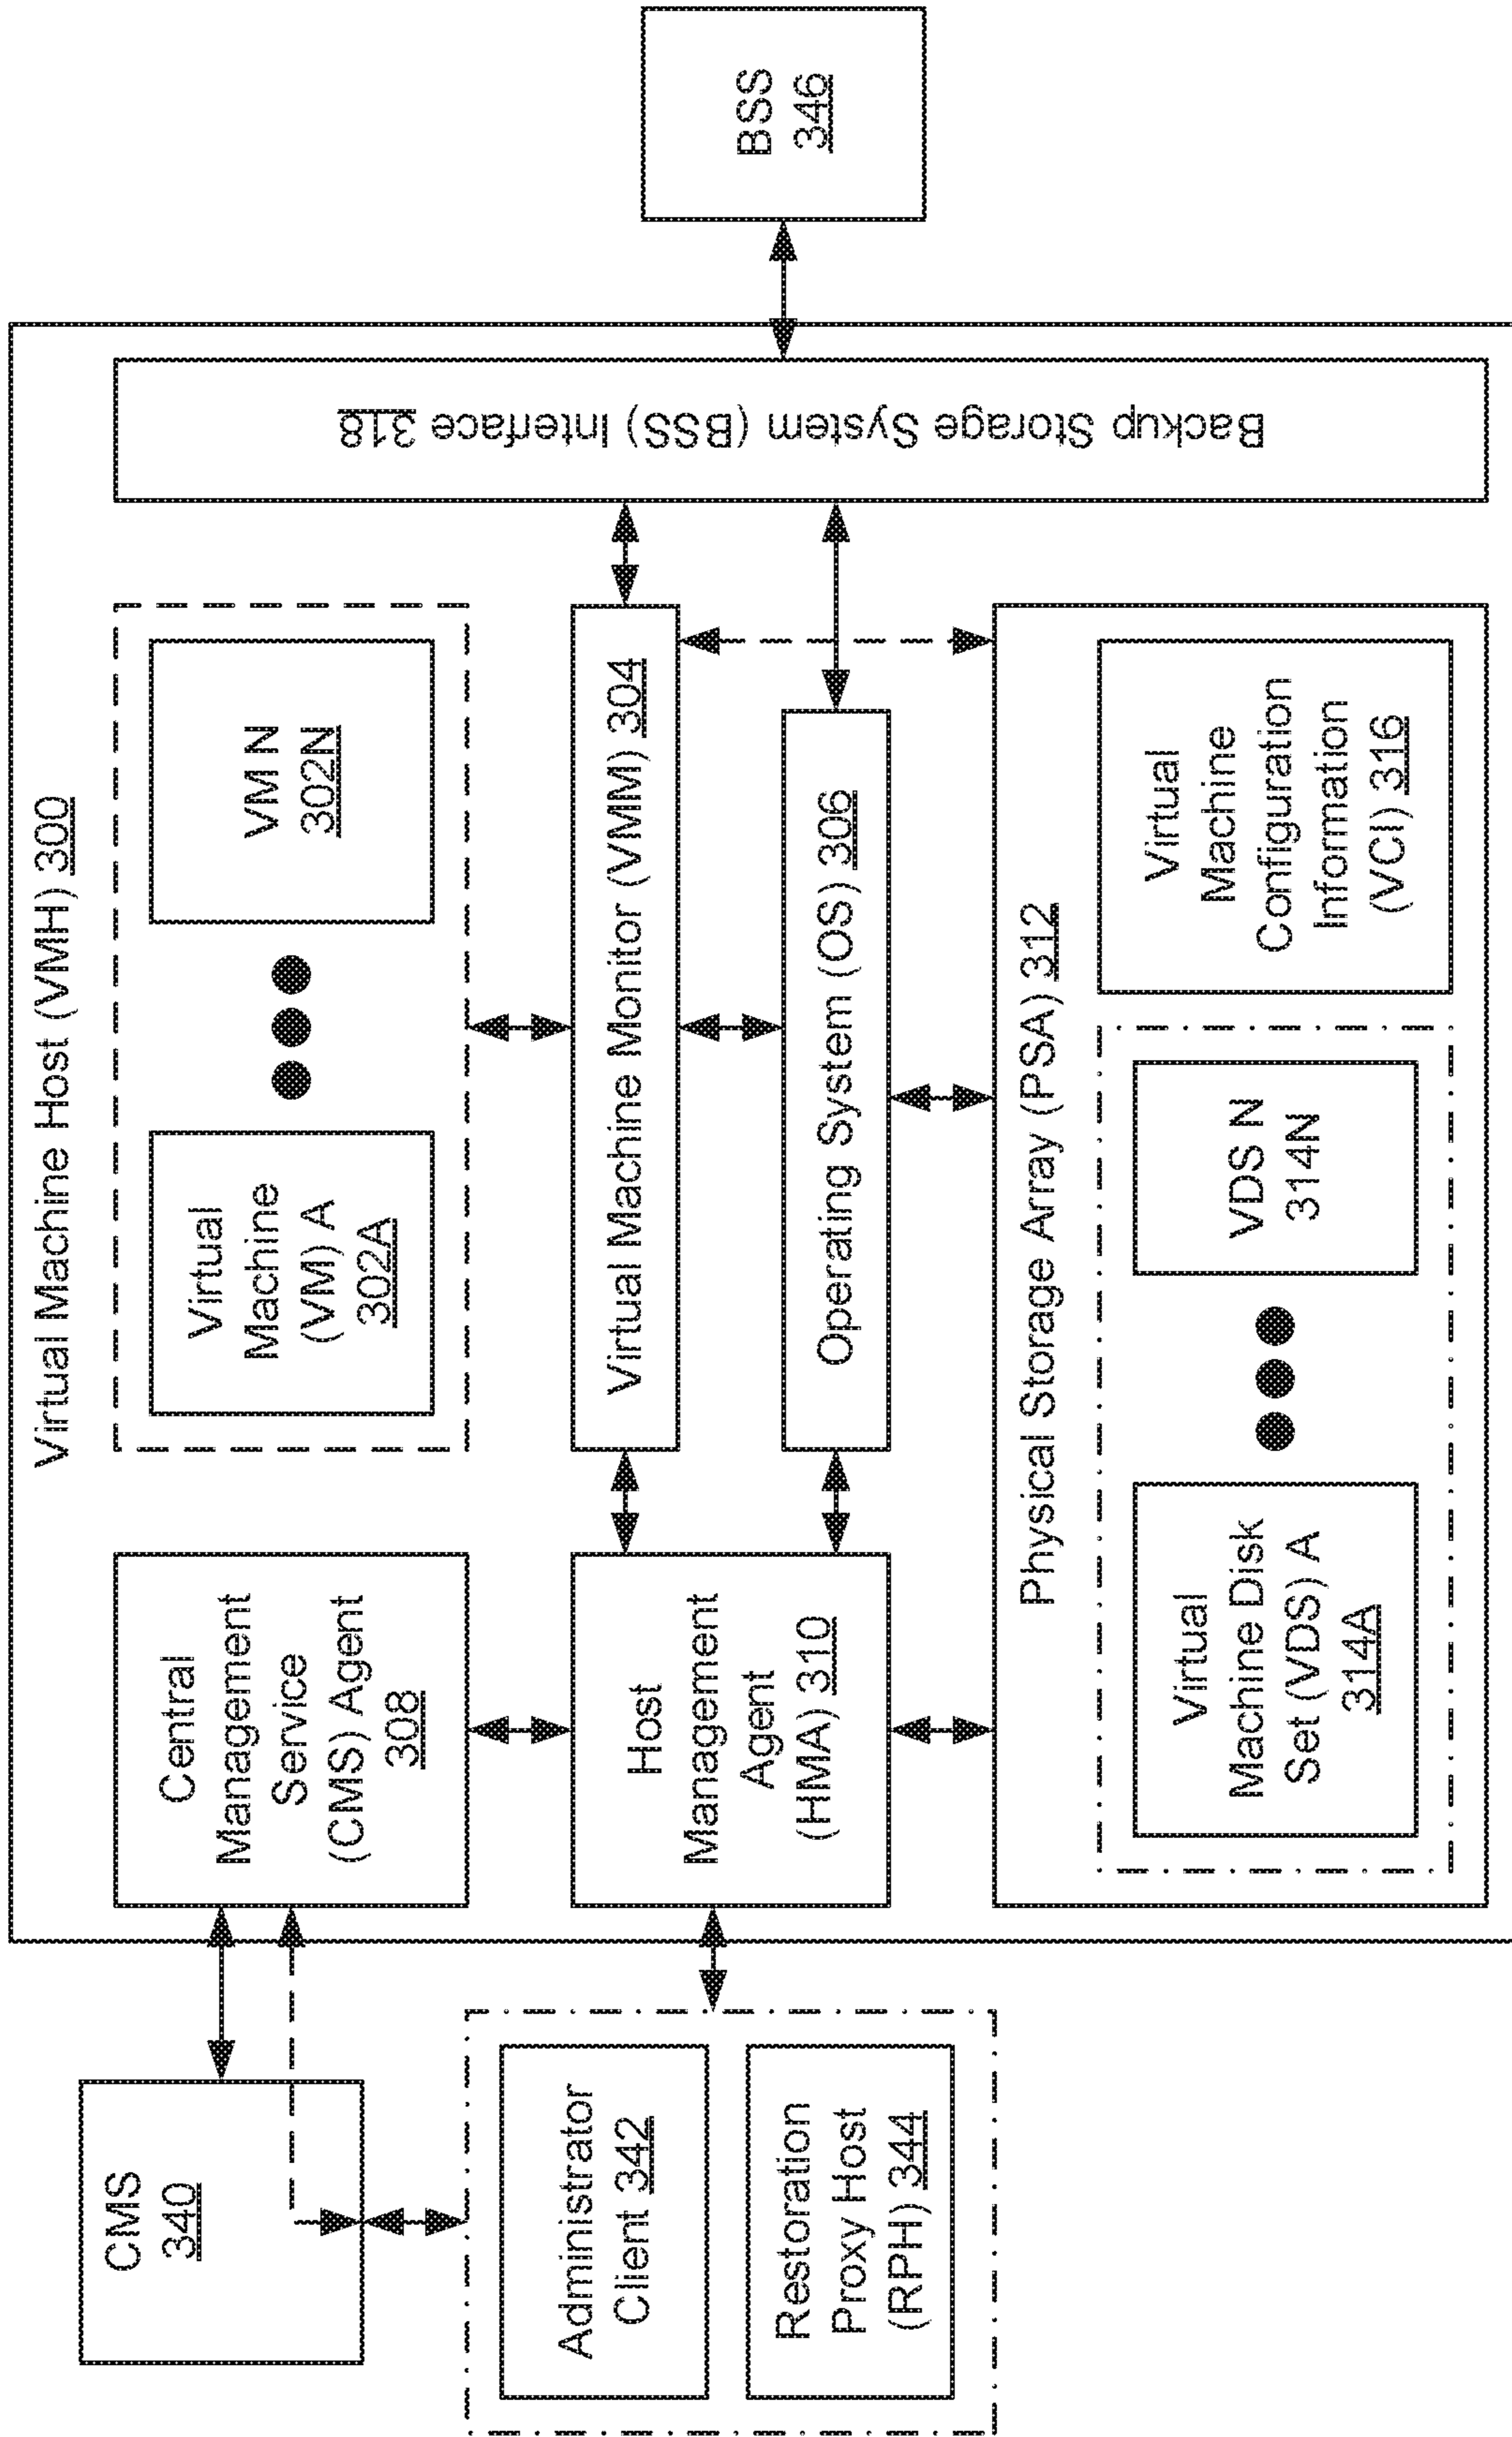 Virtual Machine Host (VMH) 300
CMS
340
Administrator
Client 342
Restoration
Proxy Host
(RPH) 344
Central
Management
Service
(CMS) Agent
308
Host
Management
Agent
(HMA) 310
Virtual
Machine
(VM) A
302A
VM N
302N
Virtual Machine Monitor (VMM) 304
Operating System (OS) 306
Physical Storage Array (PSA) 312
Virtual
Machine Disk
Set (VDS) A
314A
VDS N
314N
Virtual
Machine
Configuration
Information
(VCI) 316
Backup Storage System (BSS) Interface 318
BSS
346